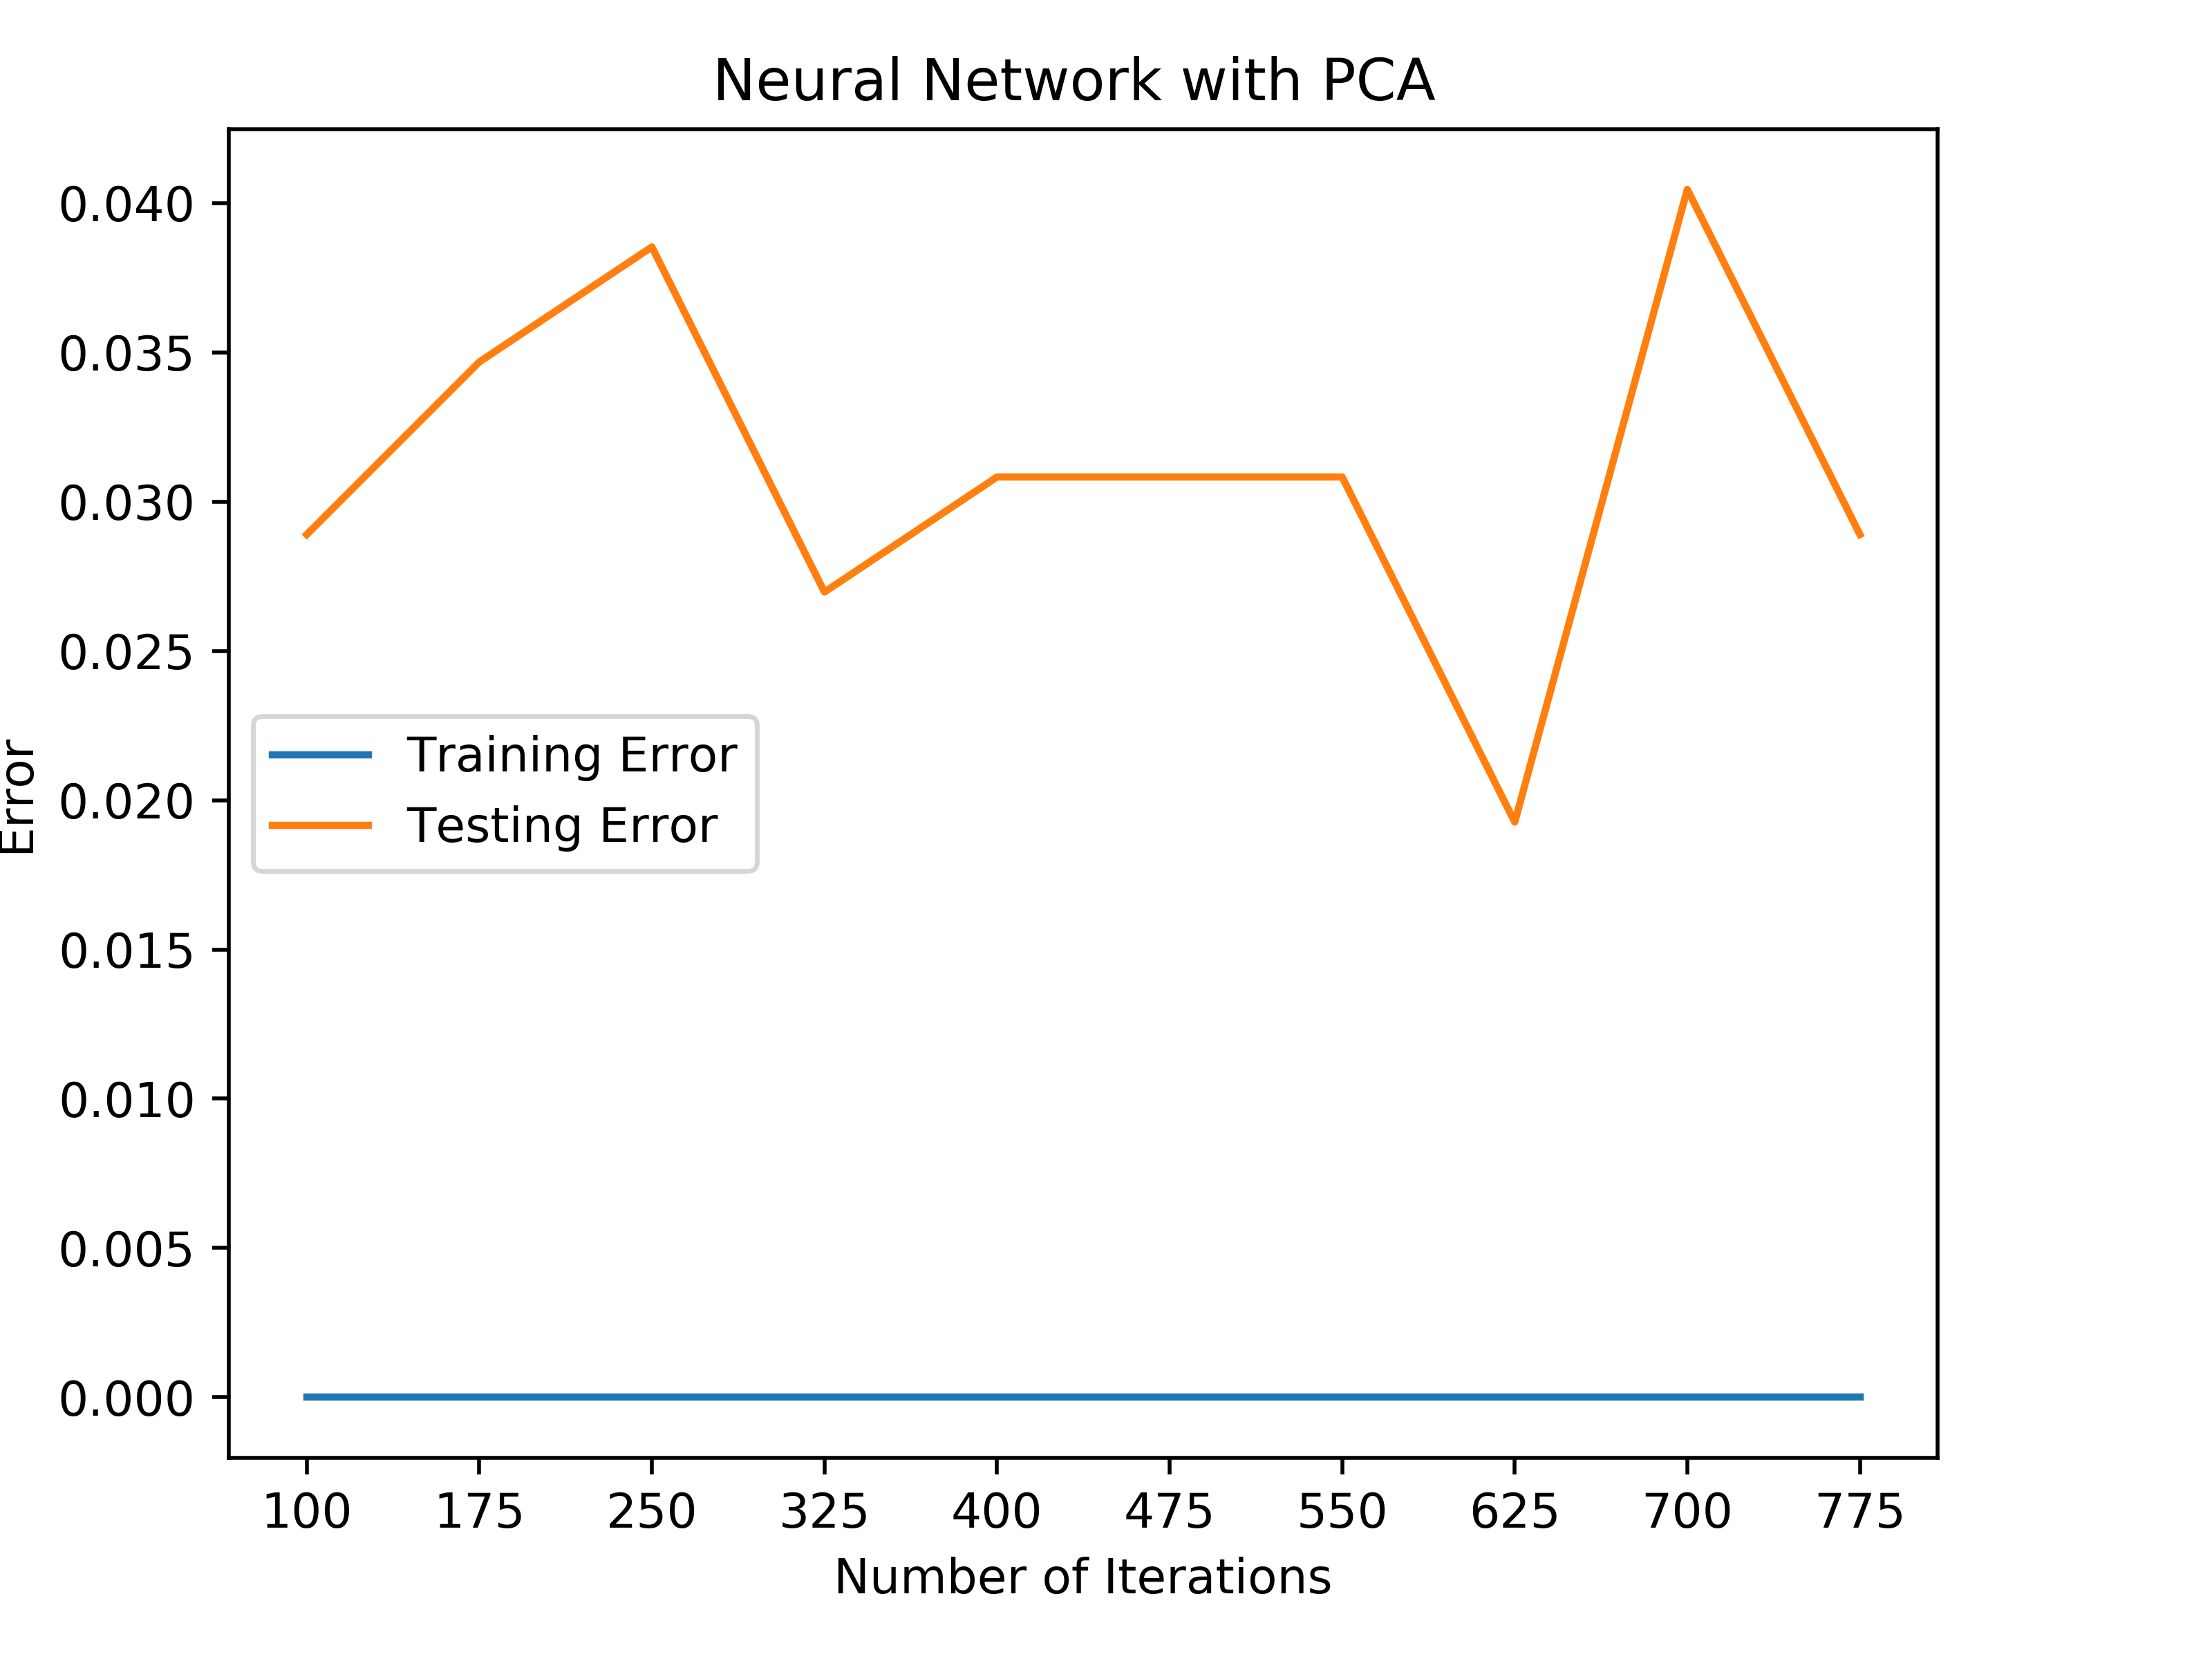 Neural Network with PCA
0.040
0.035
0.030
0.025
0.020
0.015
0.010
0.005
0.000
Error
Training Error
Testing Error
100 175 250 325 400 475 550 625 700 775
Number of Iterations